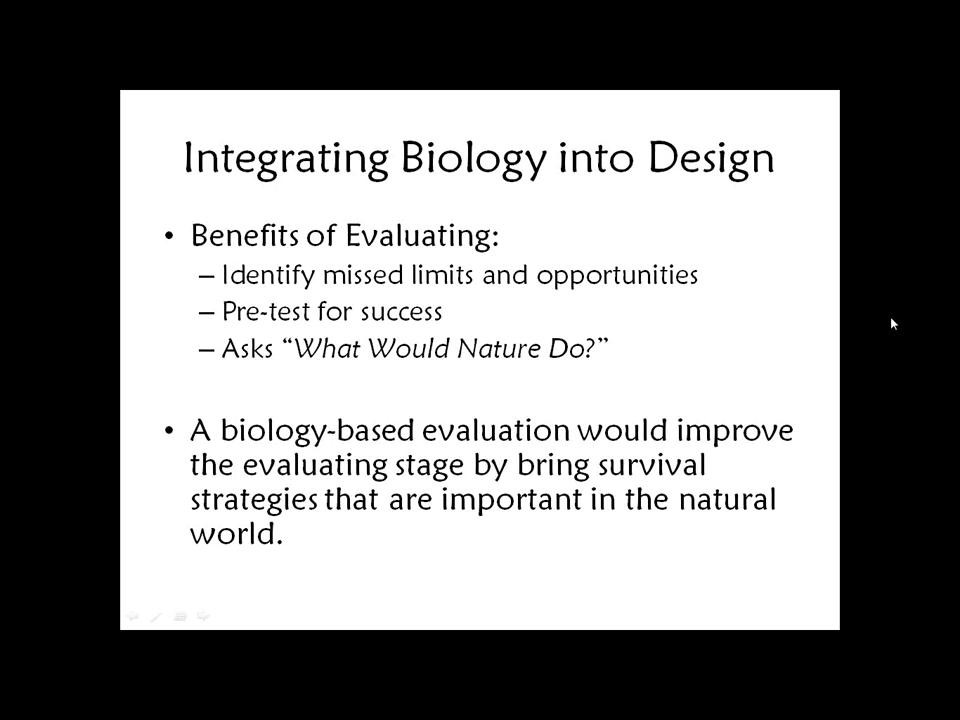 Integrating Biology into Design
• Benefits of Evaluating:
– Identify missed limits and opportunities
– Pre-test for success
– Asks “What Would Nature Do?”
• A biology-based evaluation would improve
the evaluating stage by bring survival
strategies that are important in the natural
world.